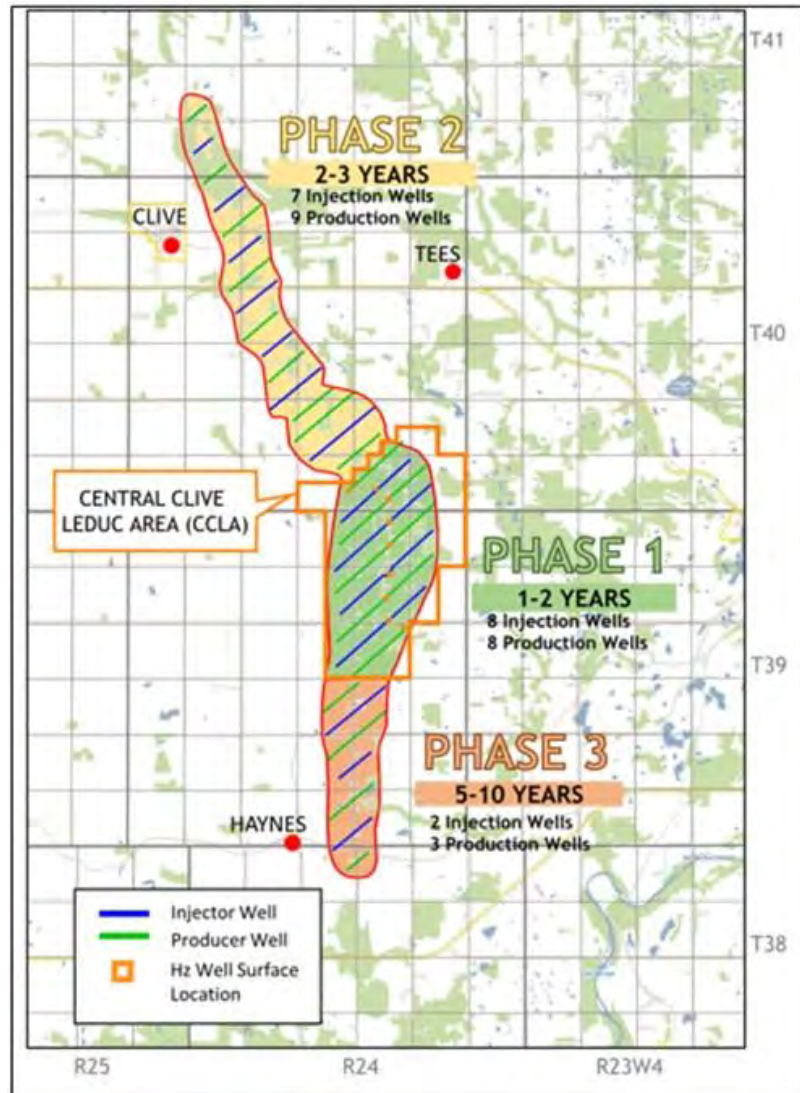 T41
PHASE 2
2-3 YEARS
7 Injection Wells
9 Production Wells
CLIVE
TEES
T40
CENTRAL CLIVE
LEDUC AREA (CCLA)
PHASE 1
1-2 YEARS
8 Injection Wells
8 Production Wells
T39
PHASE 3
5-10 YEARS
2 Injection Wells
3 Production Wells
HAYNES
Injector Well
Producer Well
Hz Well Surface
Location
T38
R25
R24
R23W4